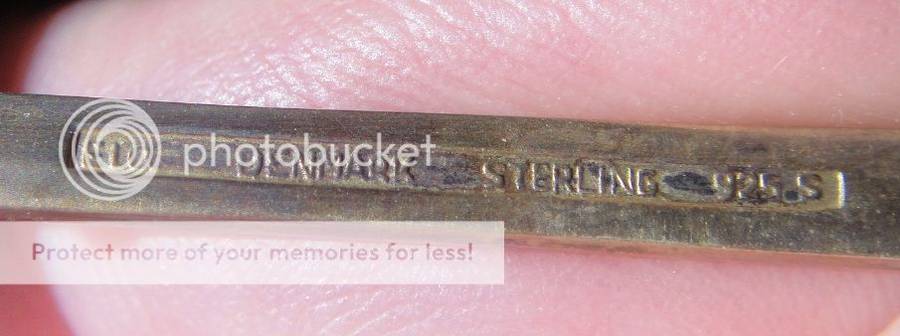 photobucket
DENMARK STERLING 925.S
Protect more of your memories for less!